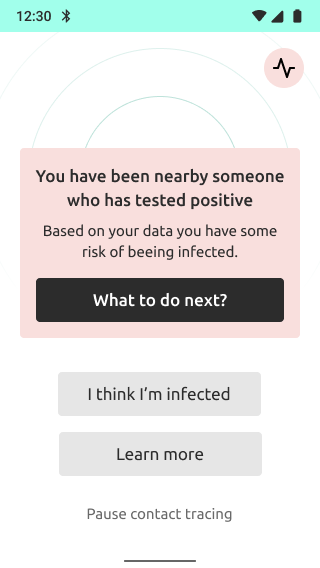 12:30
You have been nearby someone
who has tested positive
Based on your data you have some
risk of beeing infected.
What to do next?
I think I’m infected
Learn more
Pause contact tracing